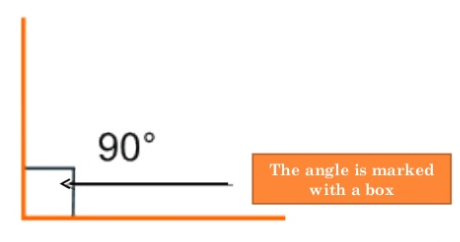 90°
The angle is marked
with a box